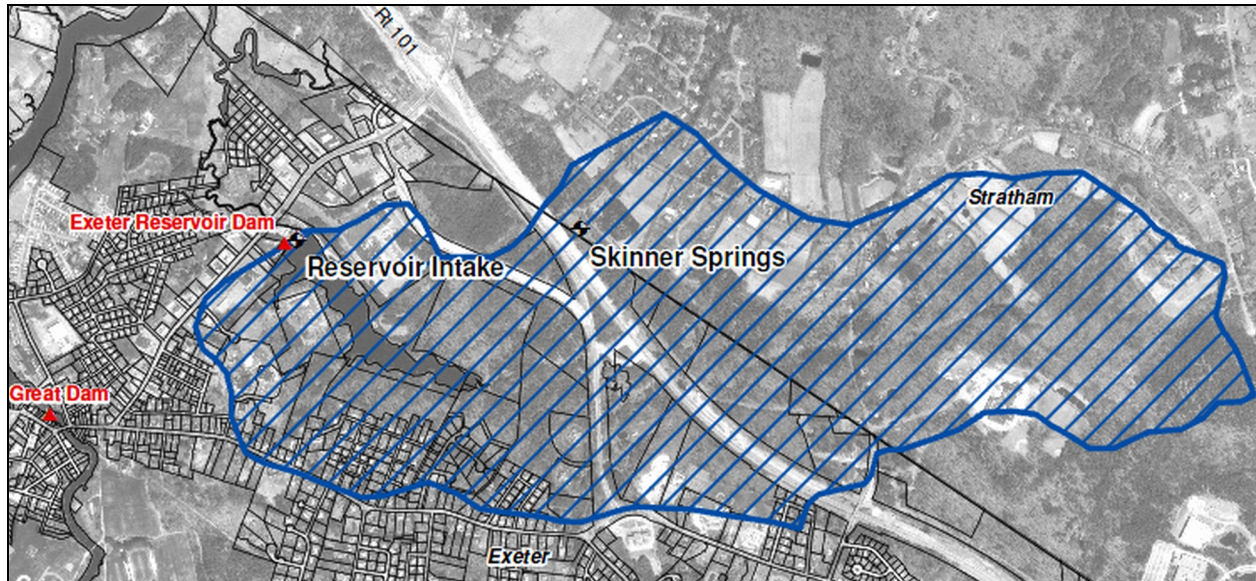 Rt. 101
Stratham
Exeter Reservoir Dam
Skinner Springs
Reservoir Intake
Great Dam
Exeter